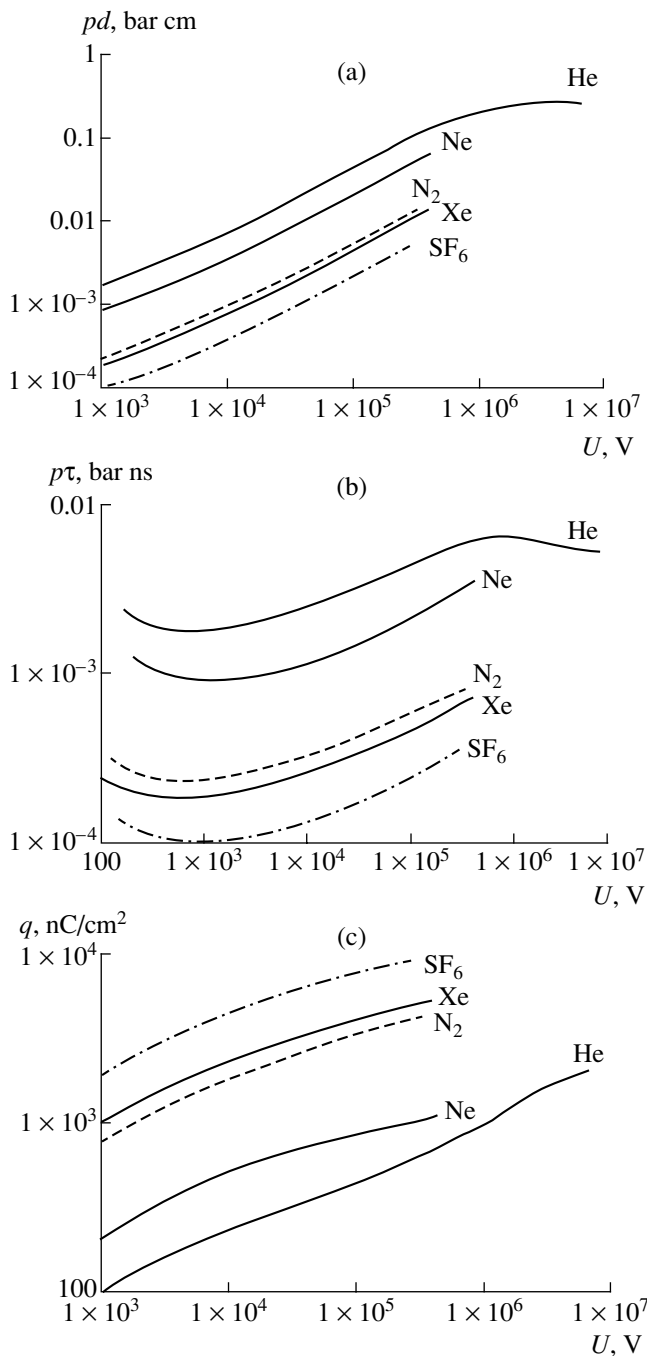 pd, bar cm
(a)
1
He
0.1
Ne
N₂
0.01
Xe
SF₆
1 × 10⁻³
1 × 10⁻⁴
1 × 10³ 1 × 10⁴ 1 × 10⁵ 1 × 10⁶ 1 × 10⁷
U, V
pτ, bar ns
(b)
0.01
He
Ne
1 × 10⁻³
N₂
Xe
SF₆
1 × 10⁻⁴
100 1 × 10³ 1 × 10⁴ 1 × 10⁵ 1 × 10⁶ 1 × 10⁷
U, V
q, nC/cm²
(c)
1 × 10⁴
SF₆
Xe
N₂
He
1 × 10³
Ne
100
1 × 10³ 1 × 10⁴ 1 × 10⁵ 1 × 10⁶ 1 × 10⁷
U, V